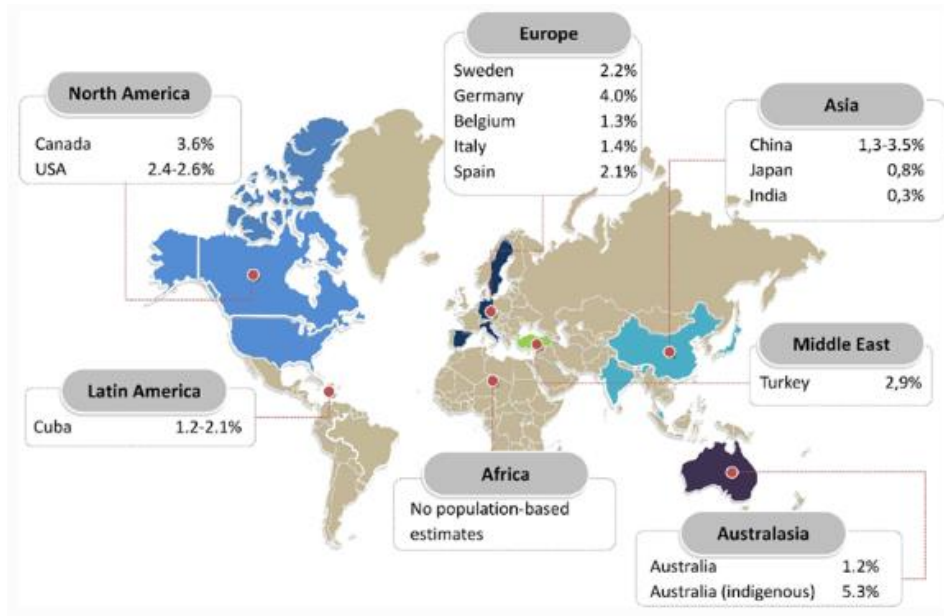 Europe
Sweden 2.2%
Germany 4.0%
Belgium 1.3%
Italy 1.4%
Spain 2.1%
North America
Canada 3.6%
USA 2.4-2.6%
Asia
China 1,3-3.5%
Japan 0,8%
India 0,3%
Middle East
Turkey 2,9%
Latin America
Cuba 1.2-2.1%
Africa
No population-based
estimates
Australasia
Australia 1.2%
Australia (indigenous) 5.3%